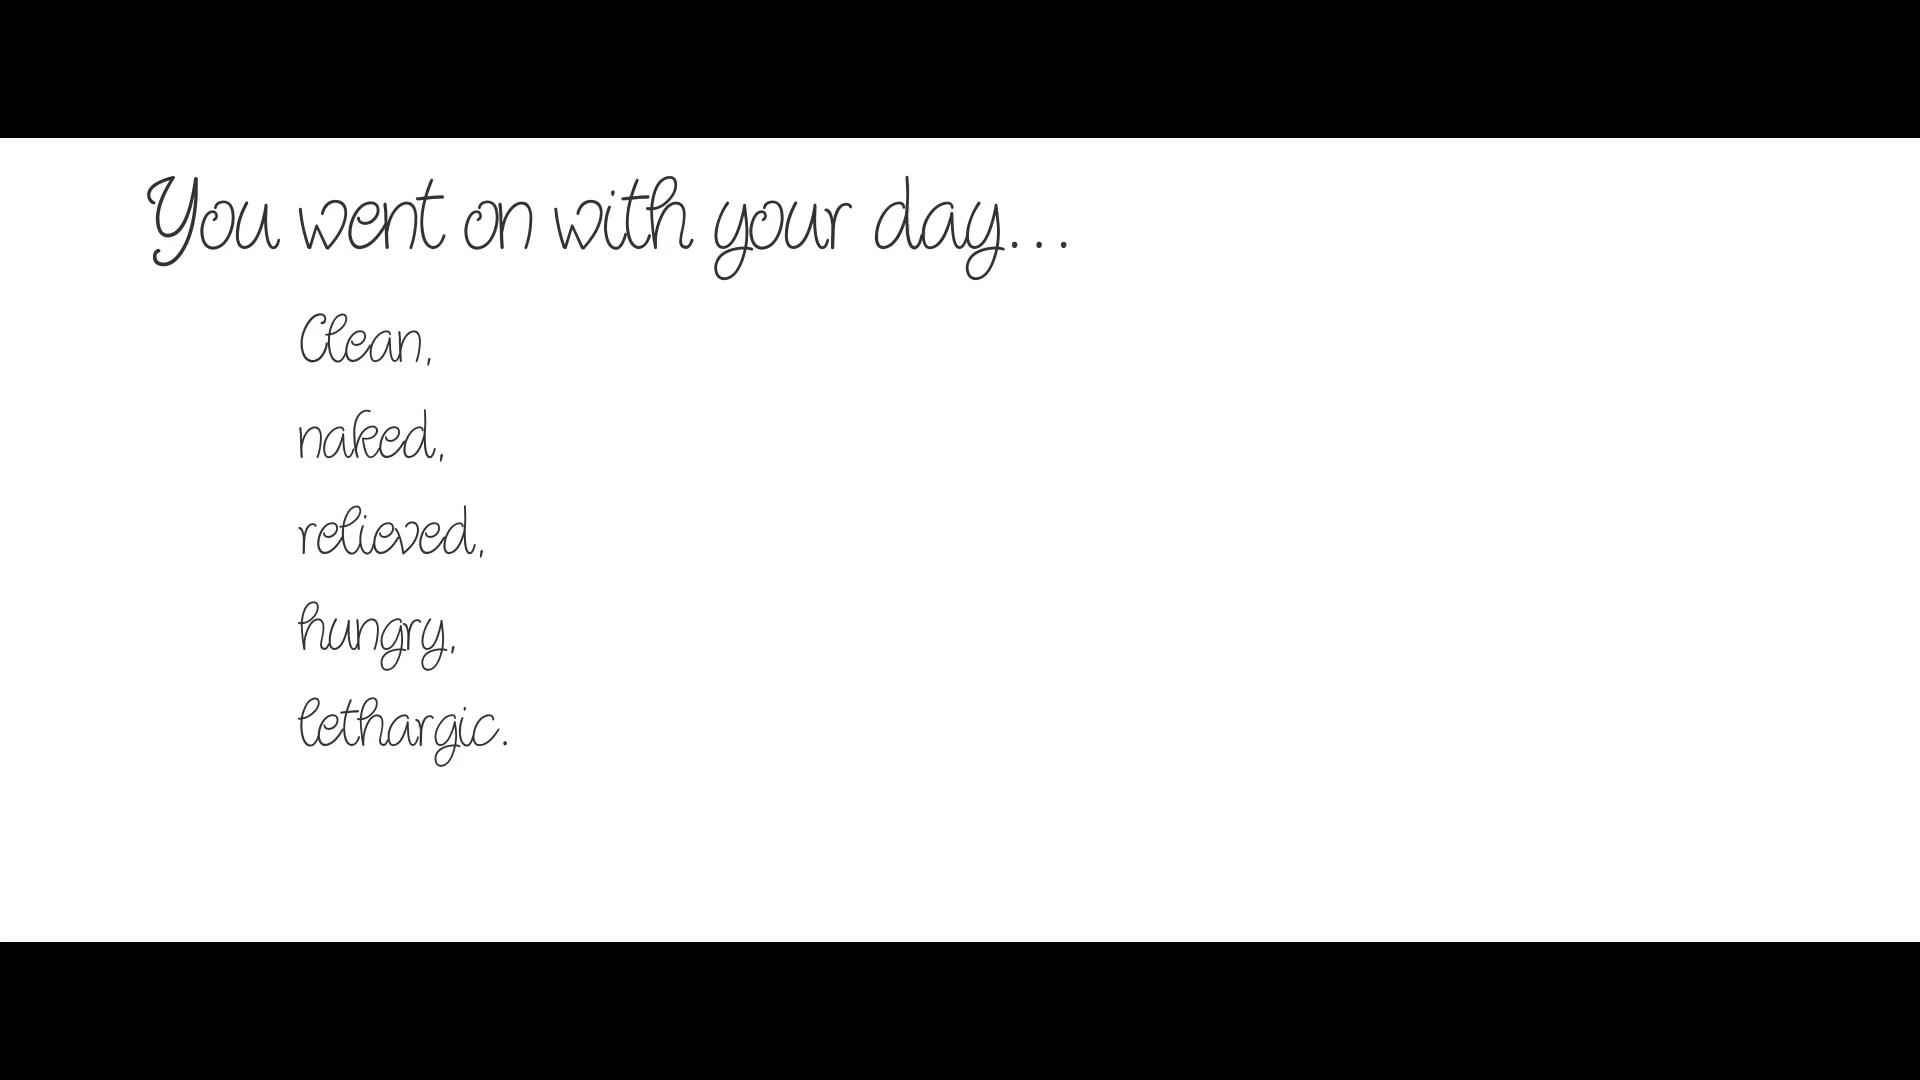 You went on with your day...
Clean,
naked,
relieved,
hungry,
lethargic.